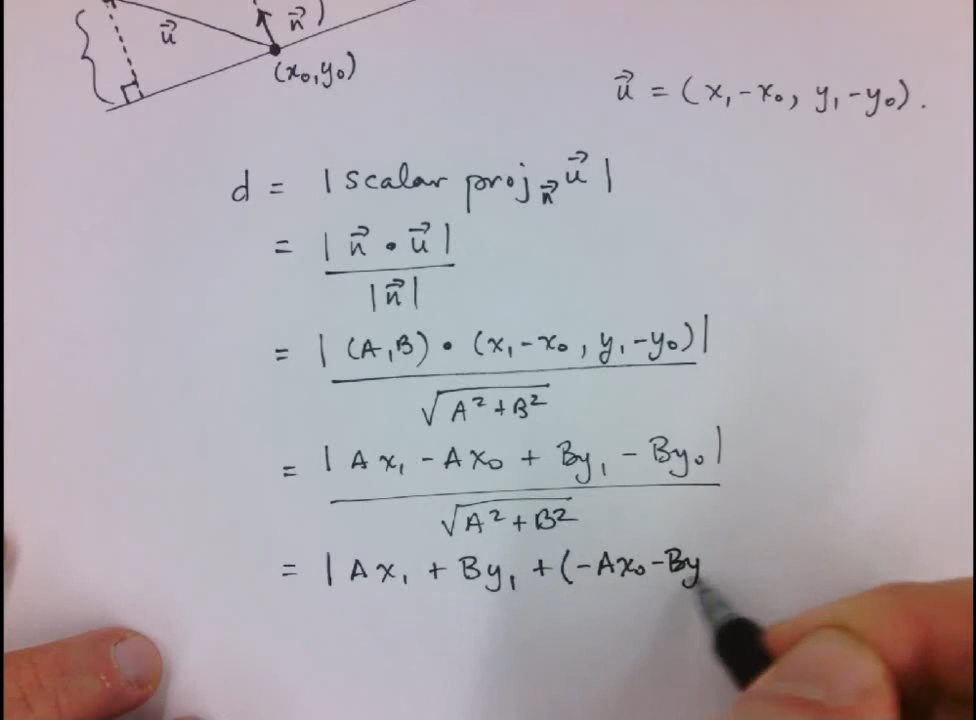 u⃗ n⃗ )
(x₀,y₀)
u⃗ = (x₁-x₀, y₁-y₀).
d = | scalar proj_n⃗ u⃗ |
= | n⃗ • u⃗ |
| n⃗ |
= | (A,B) • (x₁-x₀, y₁-y₀) |
√A²+B²
= | Ax₁ - Ax₀ + By₁ - By₀ |
√A²+B²
= | Ax₁ + By₁ + (-Ax₀-By